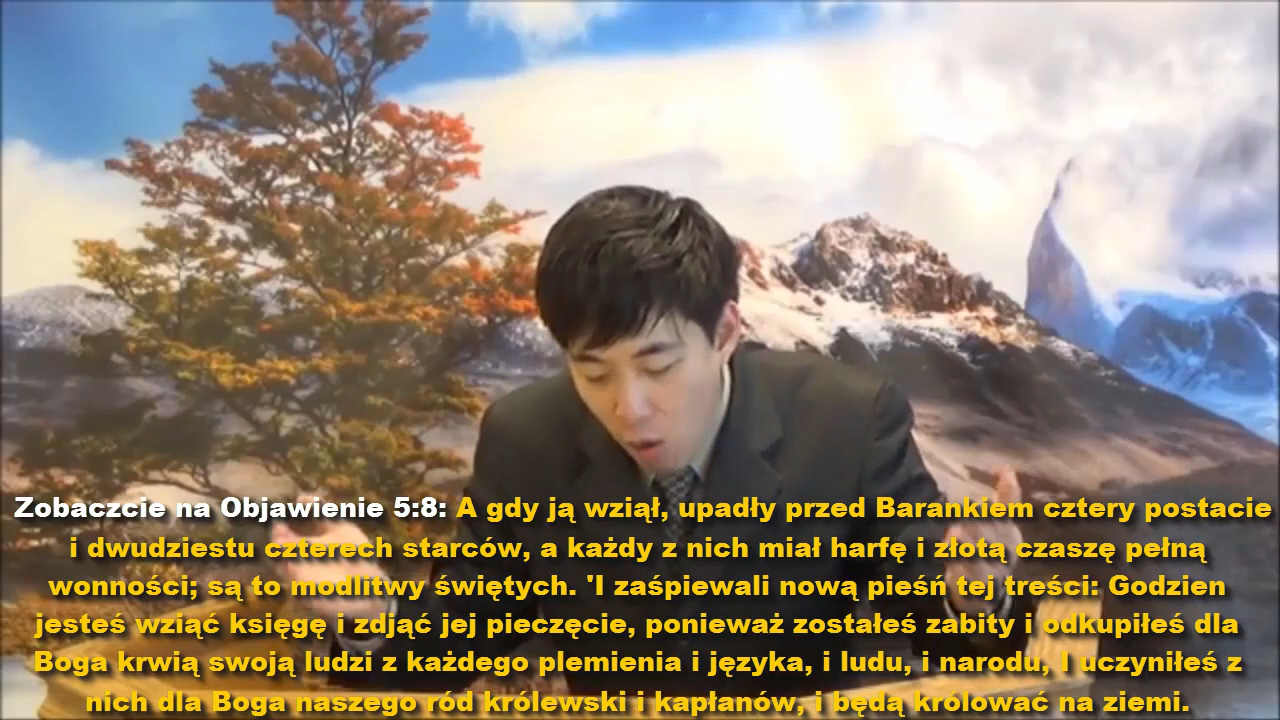 Zobaczcie na Objawienie 5:8: A gdy ją wziął, upadły przed Barankiem cztery postacie
i dwudziestu czterech starców, a każdy z nich miał harfę i złotą czaszę pełną
wonności; są to modlitwy świętych. 'I zaśpiewali nową pieśń tej treści: Godzien
jesteś wziąć księgę i zdjąć jej pieczęcie, ponieważ zostałeś zabity i odkupiłeś dla
Boga krwią swoją ludzi z każdego plemienia i języka, i ludu, i narodu, I uczyniłeś z
nich dla Boga naszego ród królewski i kapłanów, i będą królować na ziemi.